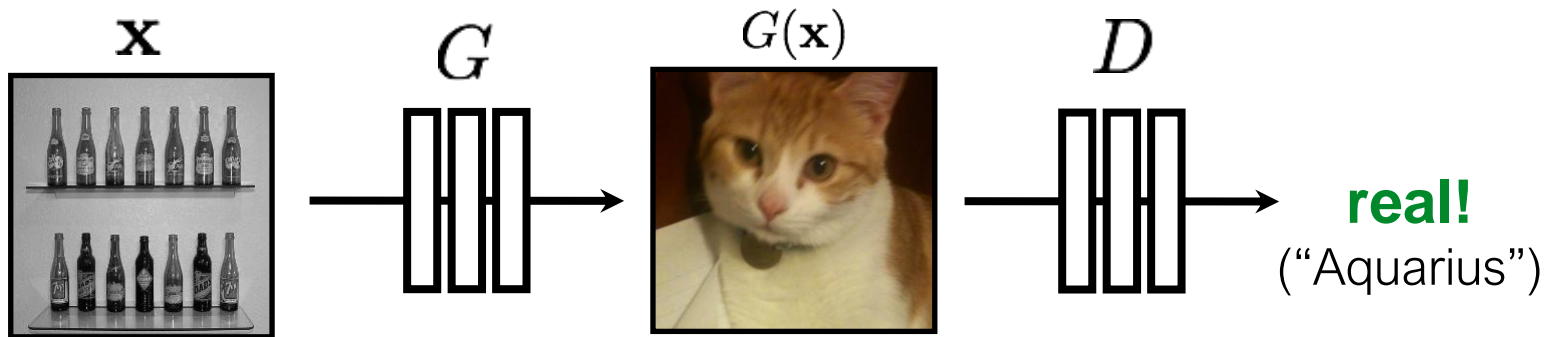 x
G
G(x)
D
real!
(“Aquarius”)